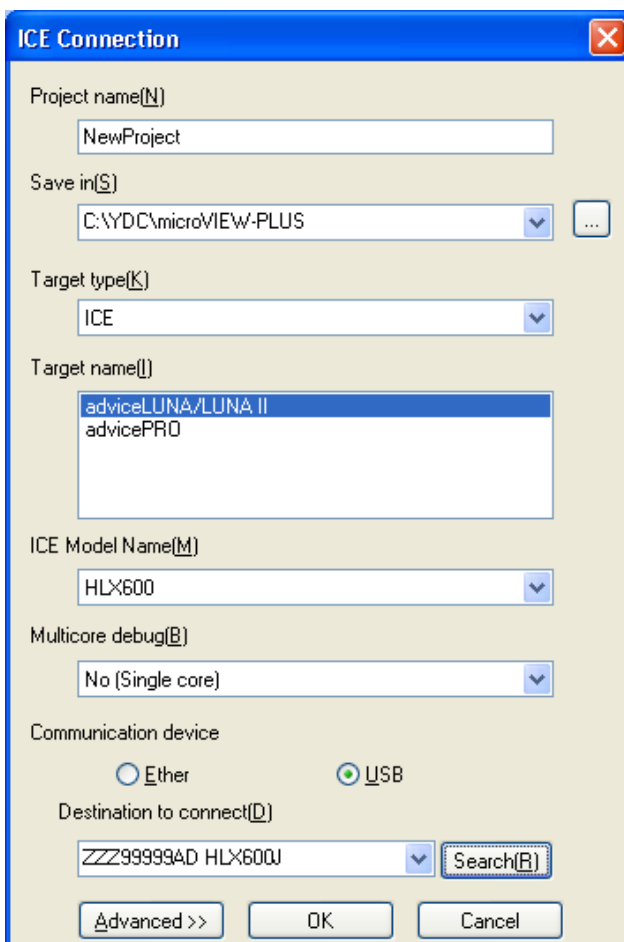 ICE Connection
Project name(N)
NewProject
Save in(S)
C:\YDC\microVIEW-PLUS
...
Target type(K)
ICE
Target name(I)
adviceLUNA/LUNA II
advicePRO
ICE Model Name(M)
HLX600
Multicore debug(B)
No (Single core)
Communication device
Ether USB
Destination to connect(D)
ZZZ99999AD HLX600J Search(R)
Advanced >> OK Cancel